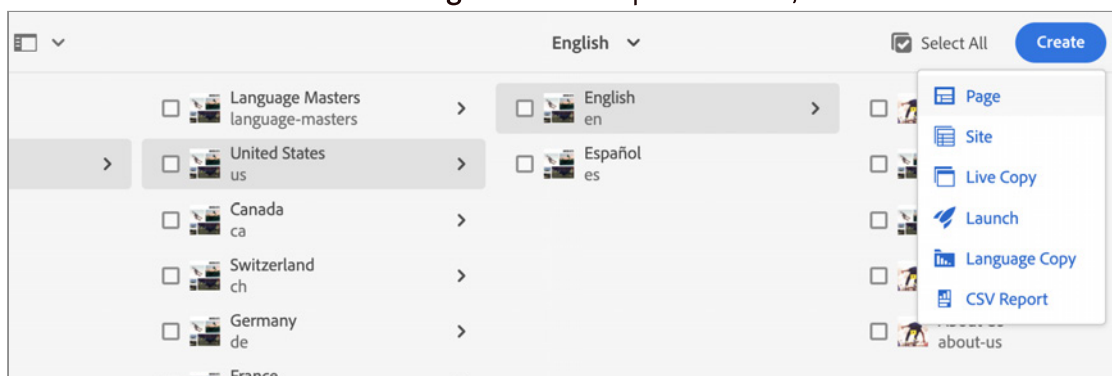 English
Select All
Create
Language Masters
language-masters
United States
us
Canada
ca
Switzerland
ch
Germany
de
France
English
en
Español
es
Page
Site
Live Copy
Launch
Language Copy
CSV Report
about-us